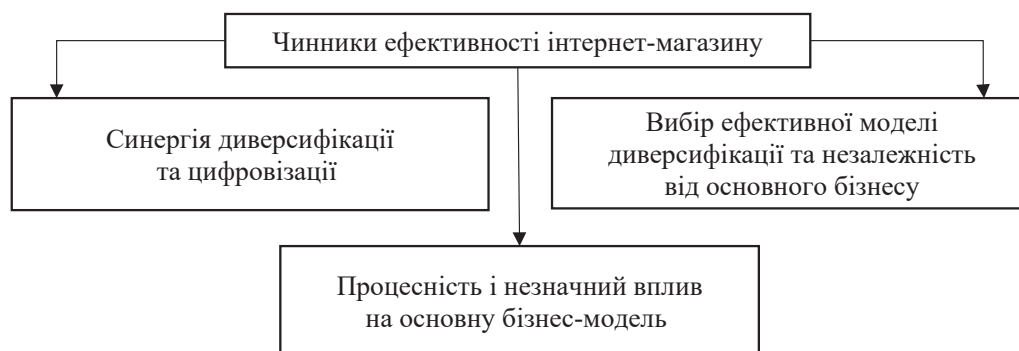 Чинники ефективності інтернет-магазину
Синергія диверсифікації
та цифровізації
Вибір ефективної моделі
диверсифікації та незалежність
від основного бізнесу
Процесність і незначний вплив
на основну бізнес-модель